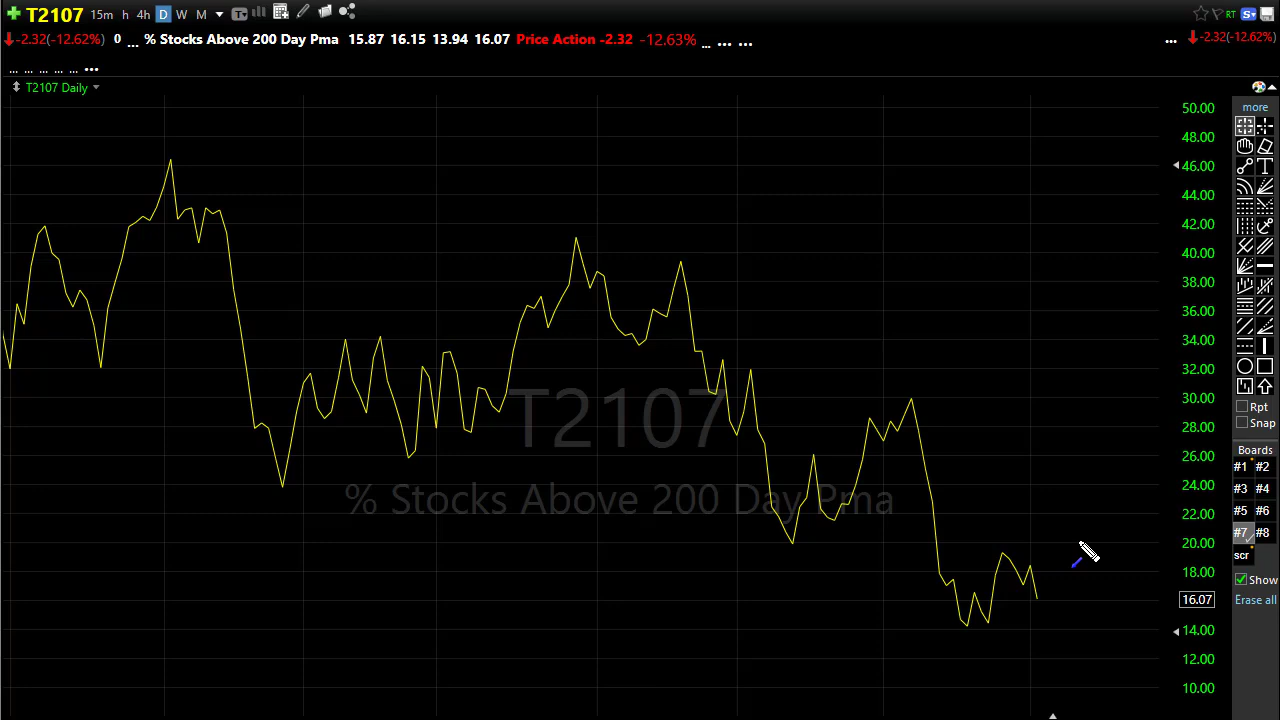 T2107 15m h 4h D W M RT S
-2.32(-12.62%) 0 ... % Stocks Above 200 Day Pma 15.87 16.15 13.94 16.07 Price Action -2.32 -12.63% ... ... ... ... -2.32(-12.62%)
... ... ... ... ... ...
T2107 Daily
more
50.00
48.00
46.00
44.00
42.00
40.00
38.00
36.00
34.00
32.00
30.00
28.00
26.00
24.00
22.00
20.00
18.00
16.07
14.00
12.00
10.00
T2107
% Stocks Above 200 Day Pma
T
Rpt
Snap
Boards
#1 #2
#3 #4
#5 #6
#7 #8
scr
Show
Erase all